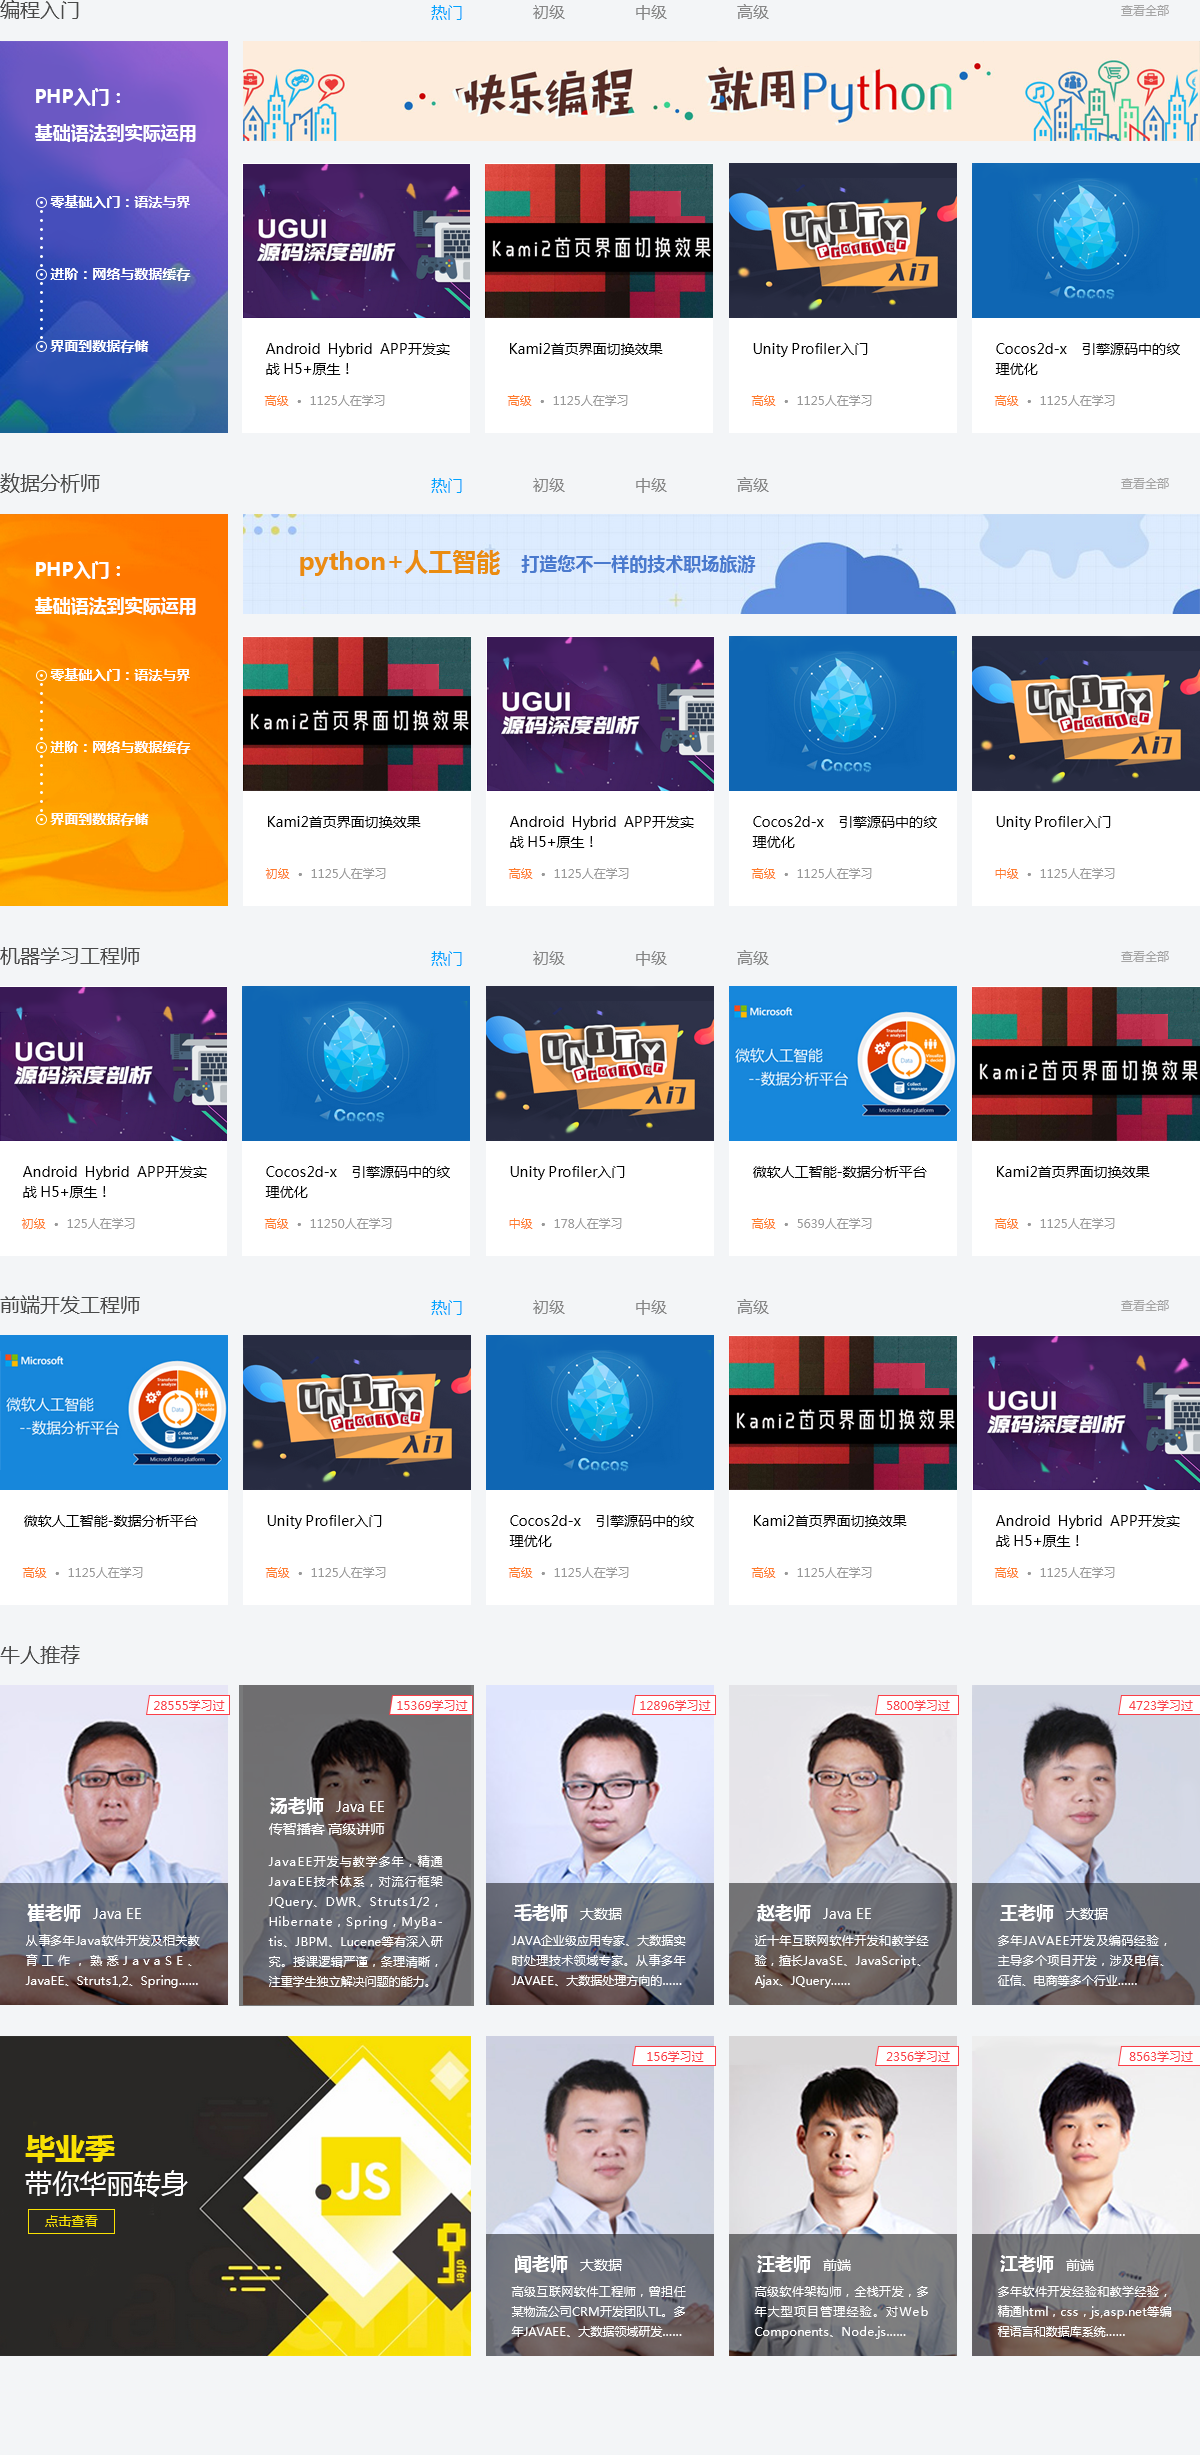 编程入门
热门 初级 中级 高级 查看全部
PHP入门：
基础语法到实际运用
零基础入门：语法与界
进阶：网络与数据缓存
界面到数据存储
快乐编程 就用Python
UGUI
源码深度剖析
Kami2首页界面切换效果
UNITY
Profiler
入门
Cocos
Android Hybrid APP开发实
战 H5+原生！
高级 • 1125人在学习
Kami2首页界面切换效果
高级 • 1125人在学习
Unity Profiler入门
高级 • 1125人在学习
Cocos2d-x 引擎源码中的纹
理优化
高级 • 1125人在学习
数据分析师
热门 初级 中级 高级 查看全部
PHP入门：
基础语法到实际运用
零基础入门：语法与界
进阶：网络与数据缓存
界面到数据存储
python+人工智能 打造您不一样的技术职场旅游
Kami2首页界面切换效果
UGUI
源码深度剖析
Cocos
UNITY
Profiler
入门
Kami2首页界面切换效果
初级 • 1125人在学习
Android Hybrid APP开发实
战 H5+原生！
高级 • 1125人在学习
Cocos2d-x 引擎源码中的纹
理优化
高级 • 1125人在学习
Unity Profiler入门
中级 • 1125人在学习
机器学习工程师
热门 初级 中级 高级 查看全部
UGUI
源码深度剖析
Cocos
UNITY
Profiler
入门
Microsoft
微软人工智能
--数据分析平台
Transform
+ analyze
Visualize
+ decide
Data
Collect
+ manage
Microsoft data platform
Kami2首页界面切换效果
Android Hybrid APP开发实
战 H5+原生！
初级 • 125人在学习
Cocos2d-x 引擎源码中的纹
理优化
高级 • 11250人在学习
Unity Profiler入门
中级 • 178人在学习
微软人工智能-数据分析平台
高级 • 5639人在学习
Kami2首页界面切换效果
高级 • 1125人在学习
前端开发工程师
热门 初级 中级 高级 查看全部
Microsoft
微软人工智能
--数据分析平台
Transform
+ analyze
Visualize
+ decide
Data
Collect
+ manage
Microsoft data platform
UNITY
Profiler
入门
Cocos
Kami2首页界面切换效果
UGUI
源码深度剖析
微软人工智能-数据分析平台
高级 • 1125人在学习
Unity Profiler入门
高级 • 1125人在学习
Cocos2d-x 引擎源码中的纹
理优化
高级 • 1125人在学习
Kami2首页界面切换效果
高级 • 1125人在学习
Android Hybrid APP开发实
战 H5+原生！
高级 • 1125人在学习
牛人推荐
28555学习过
崔老师 Java EE
从事多年Java软件开发及相关教
育工作，熟悉JavaSE、
JavaEE、Struts1,2、Spring......
15369学习过
汤老师 Java EE
传智播客 高级讲师
JavaEE开发与教学多年，精通
JavaEE技术体系，对流行框架
JQuery、DWR、Struts1/2，
Hibernate，Spring，MyBa-
tis、JBPM、Lucene等有深入研
究。授课逻辑严谨，条理清晰，
注重学生独立解决问题的能力。
12896学习过
毛老师 大数据
JAVA企业级应用专家、大数据实
时处理技术领域专家。从事多年
JAVAEE、大数据处理方向的......
5800学习过
赵老师 Java EE
近十年互联网软件开发和教学经
验，擅长JavaSE、JavaScript、
Ajax、JQuery......
4723学习过
王老师 大数据
多年JAVAEE开发及编码经验，
主导多个项目开发，涉及电信、
征信、电商等多个行业......
毕业季
带你华丽转身
点击查看
JS
offer
156学习过
闻老师 大数据
高级互联网软件工程师，曾担任
某物流公司CRM开发团队TL。多
年JAVAEE、大数据领域研发......
2356学习过
汪老师 前端
高级软件架构师，全栈开发，多
年大型项目管理经验。对Web
Components、Node.js......
8563学习过
江老师 前端
多年软件开发经验和教学经验，
精通html，css，js,asp.net等编
程语言和数据库系统......